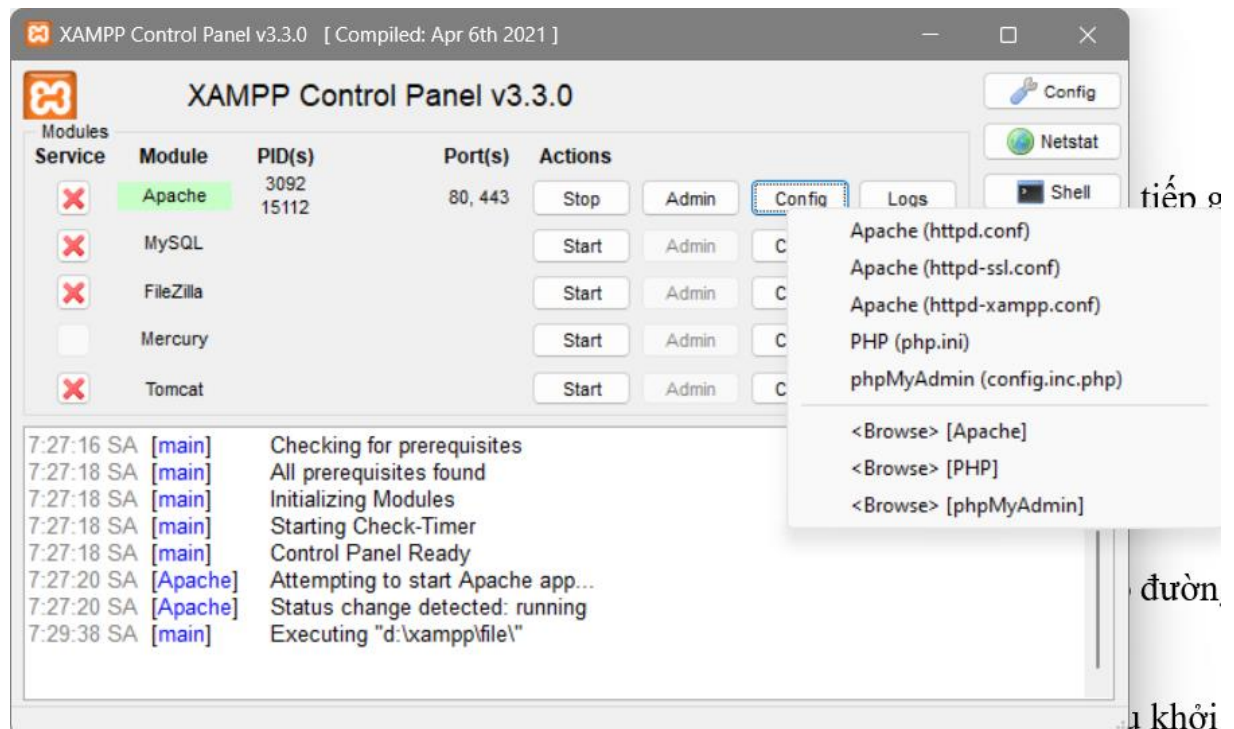 XAMPP Control Panel v3.3.0 [ Compiled: Apr 6th 2021 ]
XAMPP Control Panel v3.3.0
Config
Modules
Service Module PID(s) Port(s) Actions
Netstat
Apache 3092 15112 80, 443 Stop Admin Config Logs
Shell
tiếp g
MySQL Start Admin C
FileZilla Start Admin C
Mercury Start Admin C
Tomcat Start Admin C
Apache (httpd.conf)
Apache (httpd-ssl.conf)
Apache (httpd-xampp.conf)
PHP (php.ini)
phpMyAdmin (config.inc.php)
<Browse> [Apache]
<Browse> [PHP]
<Browse> [phpMyAdmin]
7:27:16 SA [main] Checking for prerequisites
7:27:18 SA [main] All prerequisites found
7:27:18 SA [main] Initializing Modules
7:27:18 SA [main] Starting Check-Timer
7:27:18 SA [main] Control Panel Ready
7:27:20 SA [Apache] Attempting to start Apache app...
7:27:20 SA [Apache] Status change detected: running
7:29:38 SA [main] Executing "d:\xampp\file\"
đườn
khởi